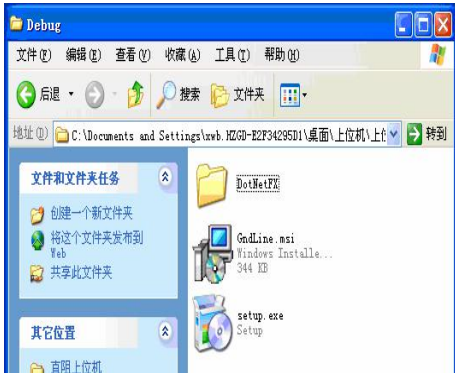 Debug
文件(F) 编辑(E) 查看(V) 收藏(A) 工具(T) 帮助(H)
后退 搜索 文件夹
地址(D) C:\Documents and Settings\xwb.HZGD-E2F34295D1\桌面\上位机\上位 转到
文件和文件夹任务
创建一个新文件夹
将这个文件夹发布到
Web
共享此文件夹
其它位置
直阻上位机
DotNetFX
GndLine.msi
Windows Installe...
344 KB
setup.exe
Setup